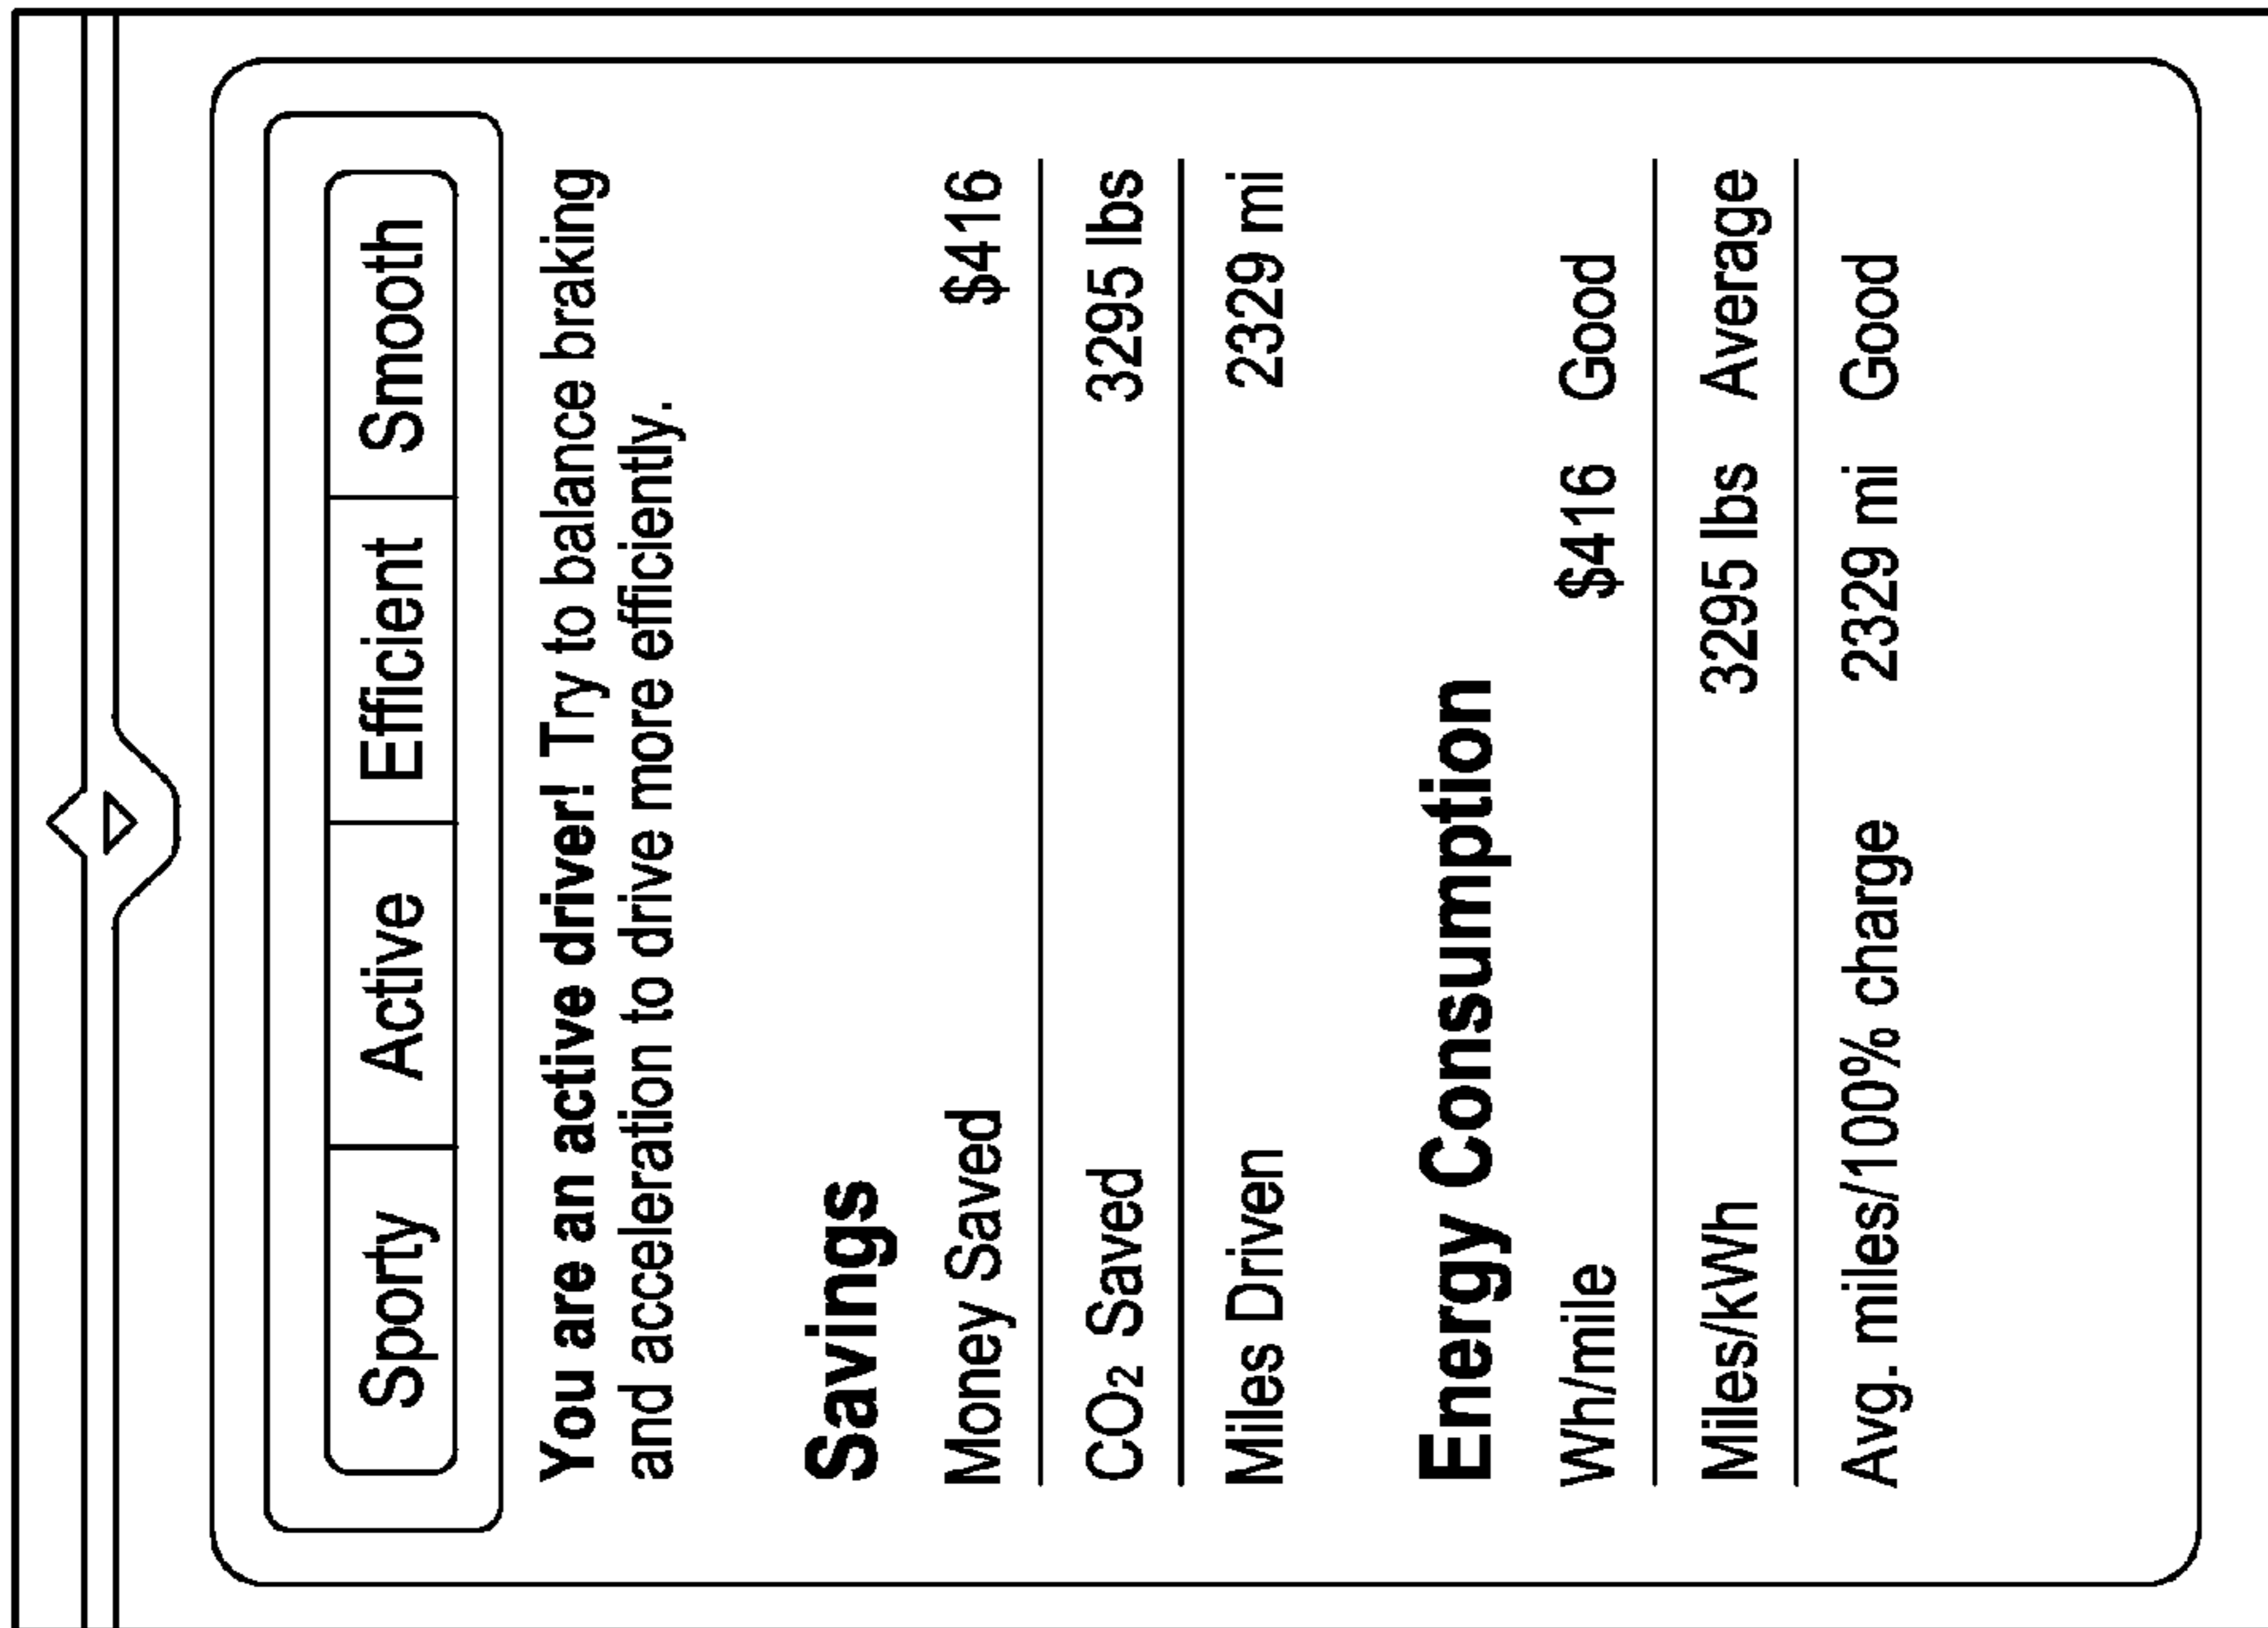 Sporty Active Efficient Smooth
You are an active driver! Try to balance braking
and acceleration to drive more efficiently.
Savings
Money Saved $416
CO₂ Saved 3295 lbs
Miles Driven 2329 mi
Energy Consumption
Wh/mile $416 Good
Miles/kWh 3295 lbs Average
Avg. miles/100% charge 2329 mi Good